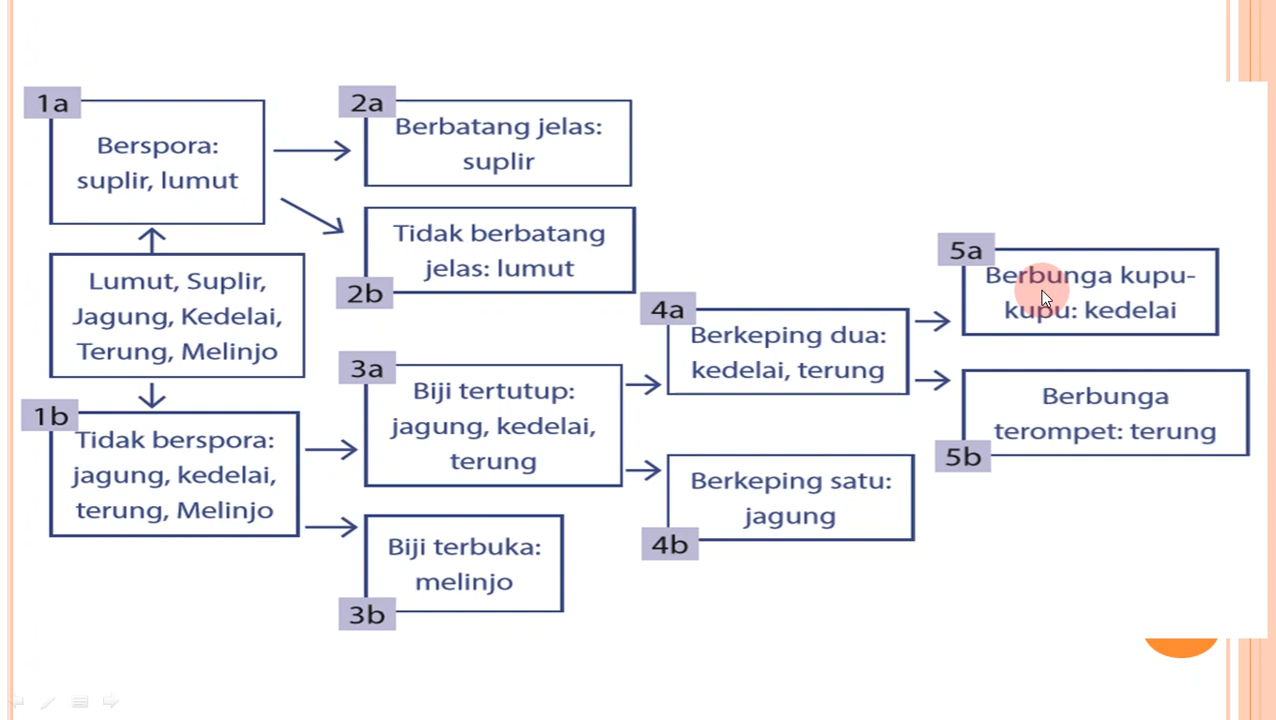 1a
Berspora:
suplir, lumut
2a
Berbatang jelas:
suplir
Tidak berbatang
jelas: lumut
2b
Lumut, Suplir,
Jagung, Kedelai,
Terung, Melinjo
1b
Tidak berspora:
jagung, kedelai,
terung, Melinjo
3a
Biji tertutup:
jagung, kedelai,
terung
Biji terbuka:
melinjo
3b
4a
Berkeping dua:
kedelai, terung
Berkeping satu:
jagung
4b
5a
Berbunga kupu-
kupu: kedelai
Berbunga
terompet: terung
5b